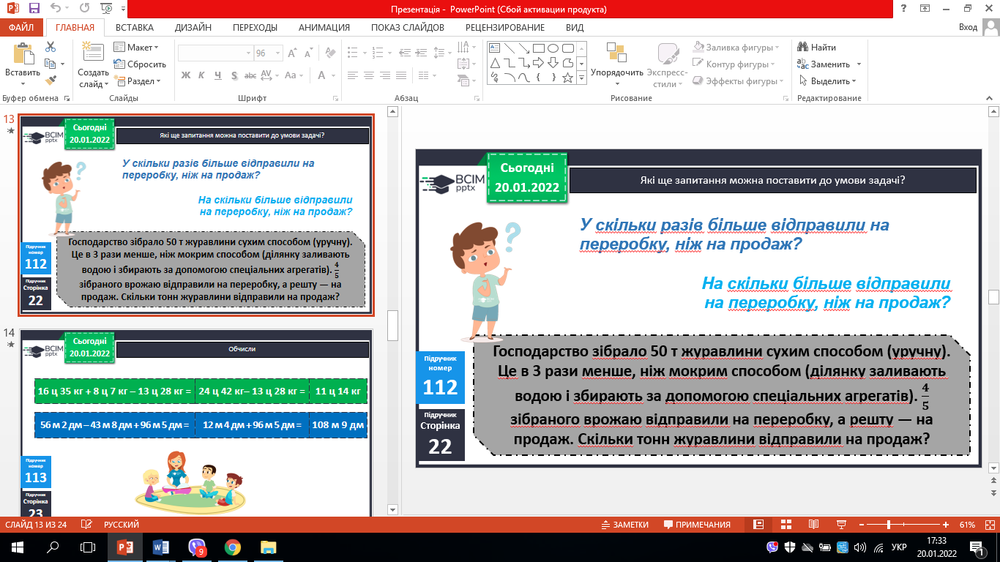 Презентація - PowerPoint (Сбой активации продукта)
ФАЙЛ ГЛАВНАЯ ВСТАВКА ДИЗАЙН ПЕРЕХОДЫ АНИМАЦИЯ ПОКАЗ СЛАЙДОВ РЕЦЕНЗИРОВАНИЕ ВИД Вход
Вставить
Буфер обмена
Создать слайд
Макет
Сбросить
Раздел
Слайды
96
Ж К Ч S abc AV Aa А
Шрифт
Абзац
Упорядочить
Экспресс-стили
Заливка фигуры
Контур фигуры
Эффекты фигуры
Рисование
Найти
Заменить
Выделить
Редактирование
13
Сьогодні
20.01.2022
BCIM
pptx
Які ще запитання можна поставити до умови задачі?
У скільки разів більше відправили на
переробку, ніж на продаж?
На скільки більше відправили
на переробку, ніж на продаж?
Підручник
номер
112
Підручник
Сторінка
22
Господарство зібрало 50 т журавлини сухим способом (уручну).
Це в 3 рази менше, ніж мокрим способом (ділянку заливають
водою і збирають за допомогою спеціальних агрегатів). 4/5
зібраного врожаю відправили на переробку, а решту — на
продаж. Скільки тонн журавлини відправили на продаж?
14
Сьогодні
20.01.2022
BCIM
pptx
Обчисли
16 ц 35 кг + 8 ц 7 кг – 13 ц 28 кг = 24 ц 42 кг– 13 ц 28 кг = 11 ц 14 кг
56 м 2 дм – 43 м 8 дм + 96 м 5 дм = 12 м 4 дм + 96 м 5 дм = 108 м 9 дм
Підручник
номер
113
Підручник
Сторінка
23
Сьогодні
20.01.2022
BCIM
pptx
Які ще запитання можна поставити до умови задачі?
У скільки разів більше відправили на
переробку, ніж на продаж?
На скільки більше відправили
на переробку, ніж на продаж?
Підручник
номер
112
Підручник
Сторінка
22
Господарство зібрало 50 т журавлини сухим способом (уручну).
Це в 3 рази менше, ніж мокрим способом (ділянку заливають
водою і збирають за допомогою спеціальних агрегатів). 4/5
зібраного врожаю відправили на переробку, а решту — на
продаж. Скільки тонн журавлини відправили на продаж?
СЛАЙД 13 ИЗ 24 РУССКИЙ ЗАМЕТКИ ПРИМЕЧАНИЯ 61%
9
УКР
17:33
20.01.2022
1